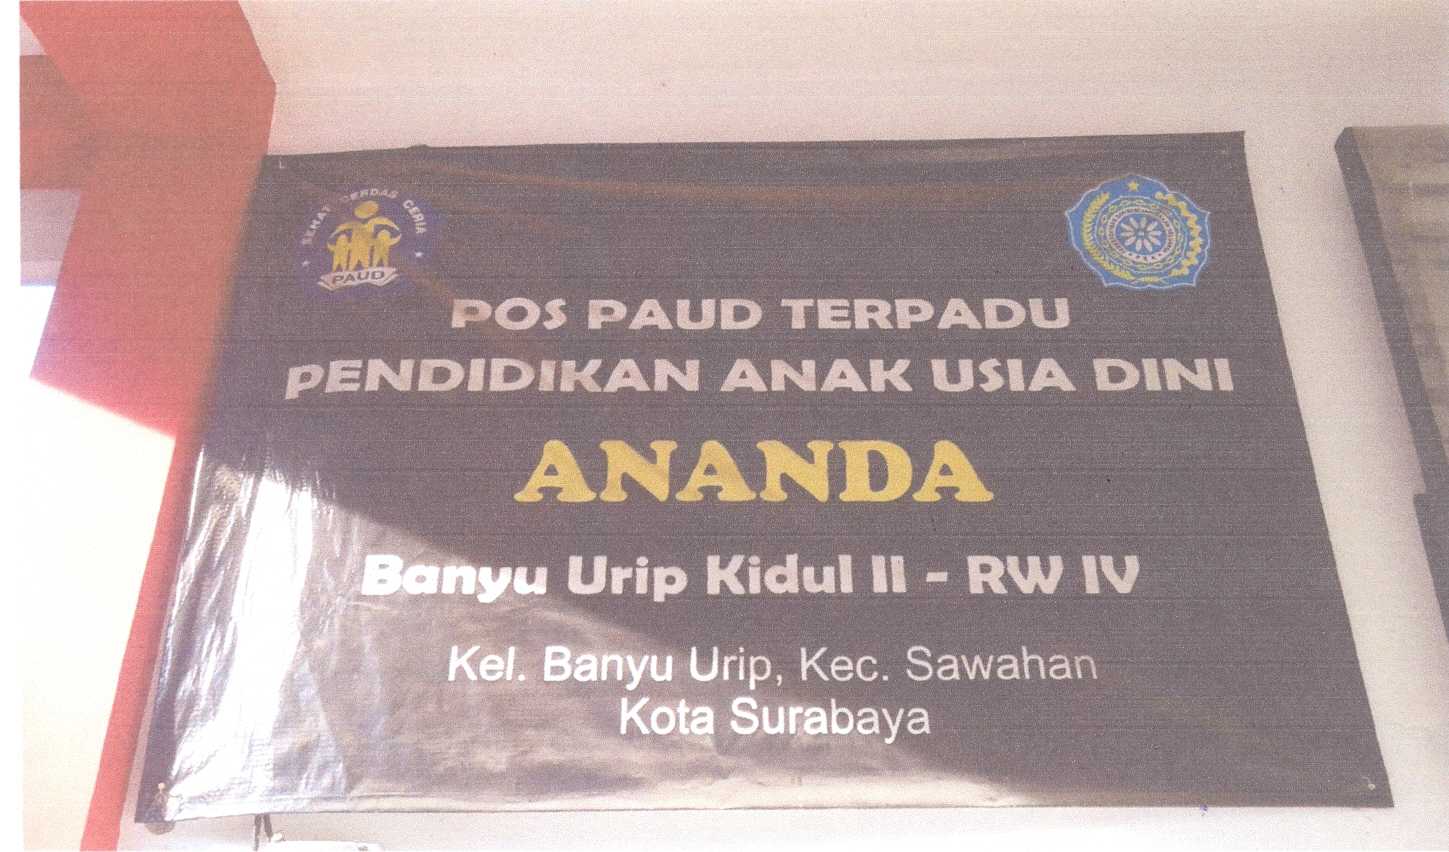 SEHAT CERDAS CERIA
PAUD
POS PAUD TERPADU
PENDIDIKAN ANAK USIA DINI
ANANDA
Banyu Urip Kidul II - RW IV
Kel. Banyu Urip, Kec. Sawahan
Kota Surabaya